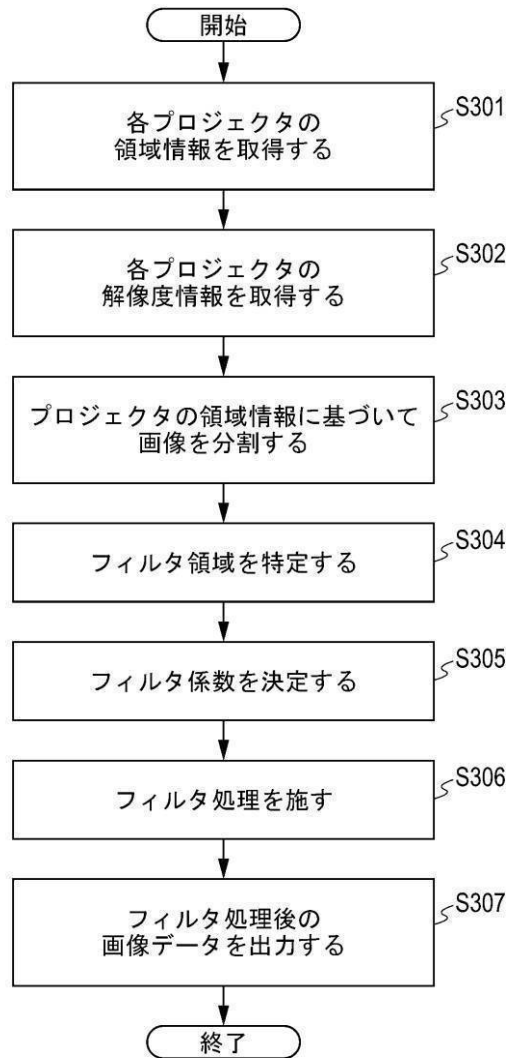 開始
各プロジェクタの
領域情報を取得する
S301
各プロジェクタの
解像度情報を取得する
S302
プロジェクタの領域情報に基づいて
画像を分割する
S303
フィルタ領域を特定する
S304
フィルタ係数を決定する
S305
フィルタ処理を施す
S306
フィルタ処理後の
画像データを出力する
S307
終了